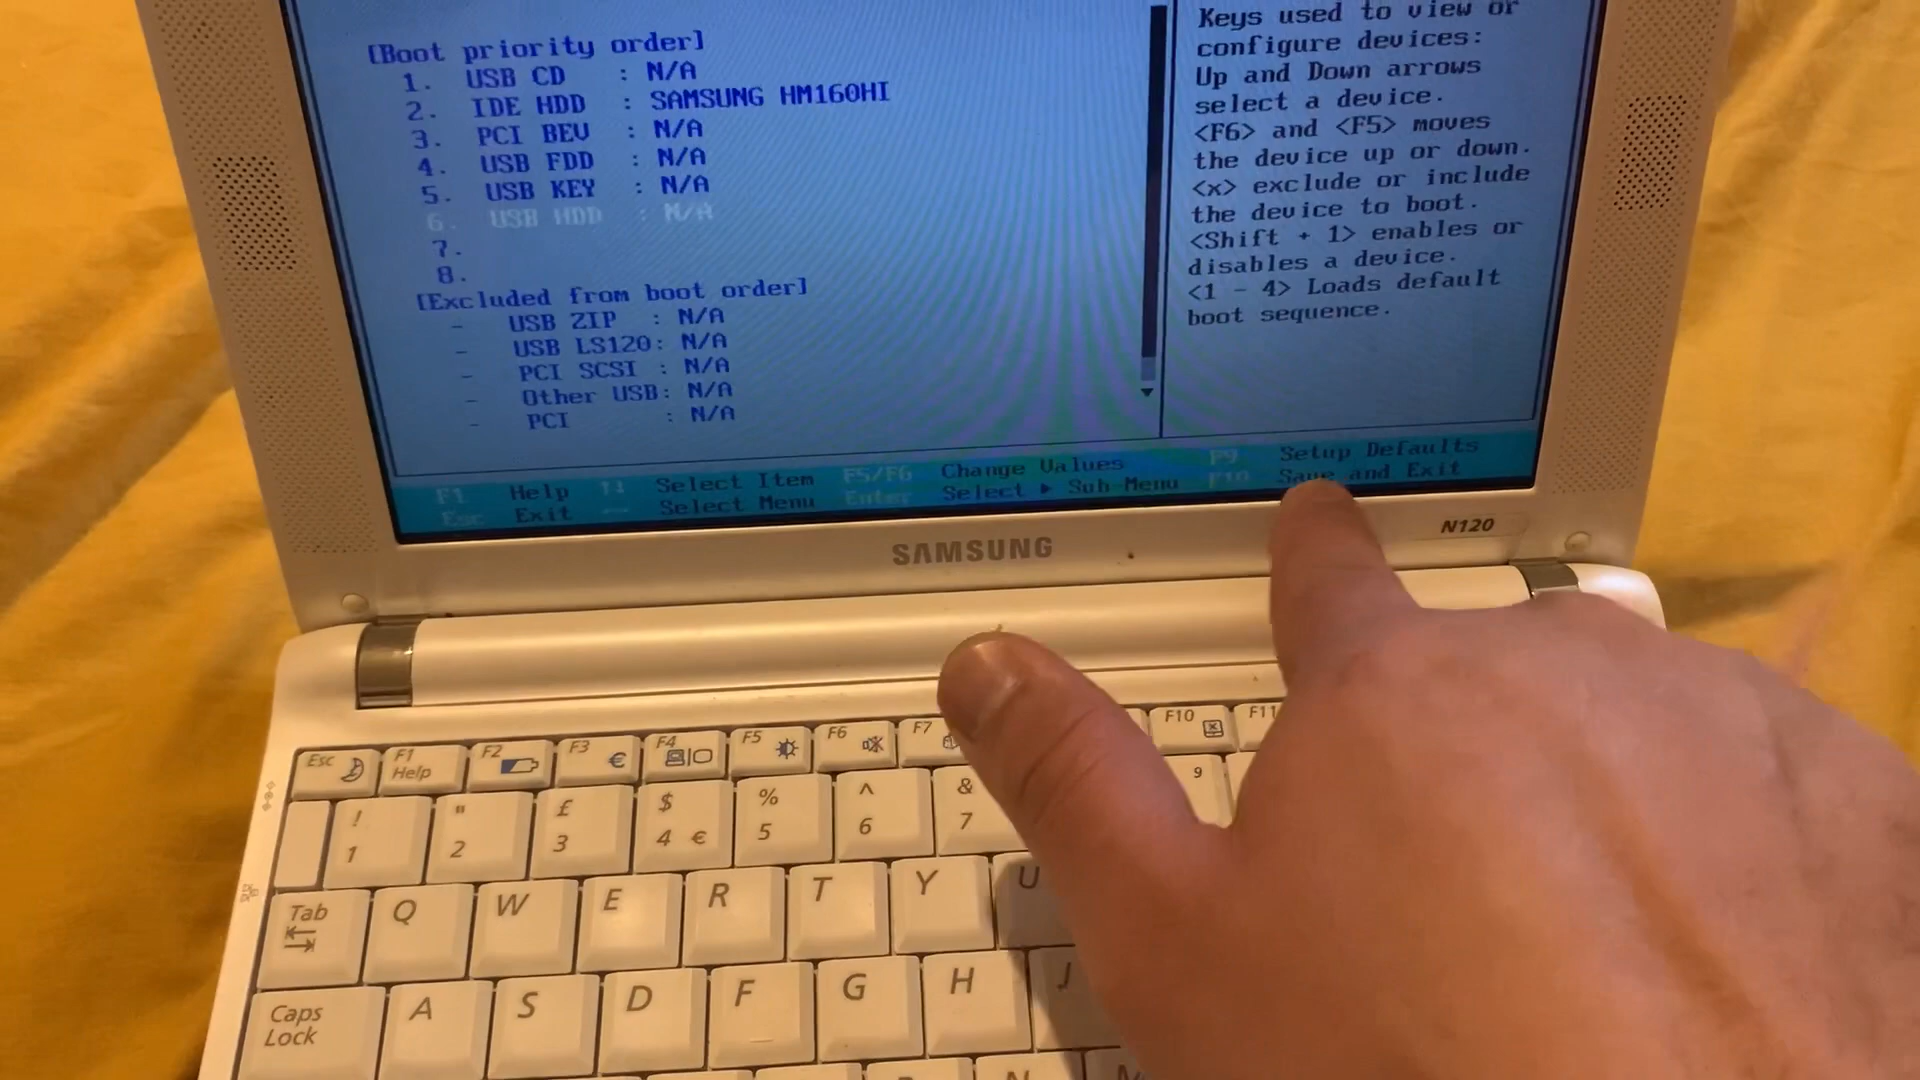 [Boot priority order]
1. USB CD : N/A
2. IDE HDD : SAMSUNG HM160HI
3. PCI BEV : N/A
4. USB FDD : N/A
5. USB KEY : N/A
6. USB HDD : N/A
7.
8.
[Excluded from boot order]
- USB ZIP : N/A
- USB LS120: N/A
- PCI SCSI : N/A
- Other USB: N/A
- PCI : N/A
Keys used to view or
configure devices:
Up and Down arrows
select a device.
<F6> and <F5> moves
the device up or down.
<x> exclude or include
the device to boot.
<Shift + 1> enables or
disables a device.
<1 - 4> Loads default
boot sequence.
F1 Help ↑↓ Select Item F5/F6 Change Values F9 Setup Defaults
Esc Exit Select Menu Enter Select ▶ Sub-Menu F10 Save and Exit
SAMSUNG
N120
Esc F1 Help F2 F3 € F4 F5 F6 F7 F10 F11
! 1 " 2 £ 3 $ 4 € % 5 ^ 6 & 7 9
Tab Q W E R T Y U
Caps Lock A S D F G H J